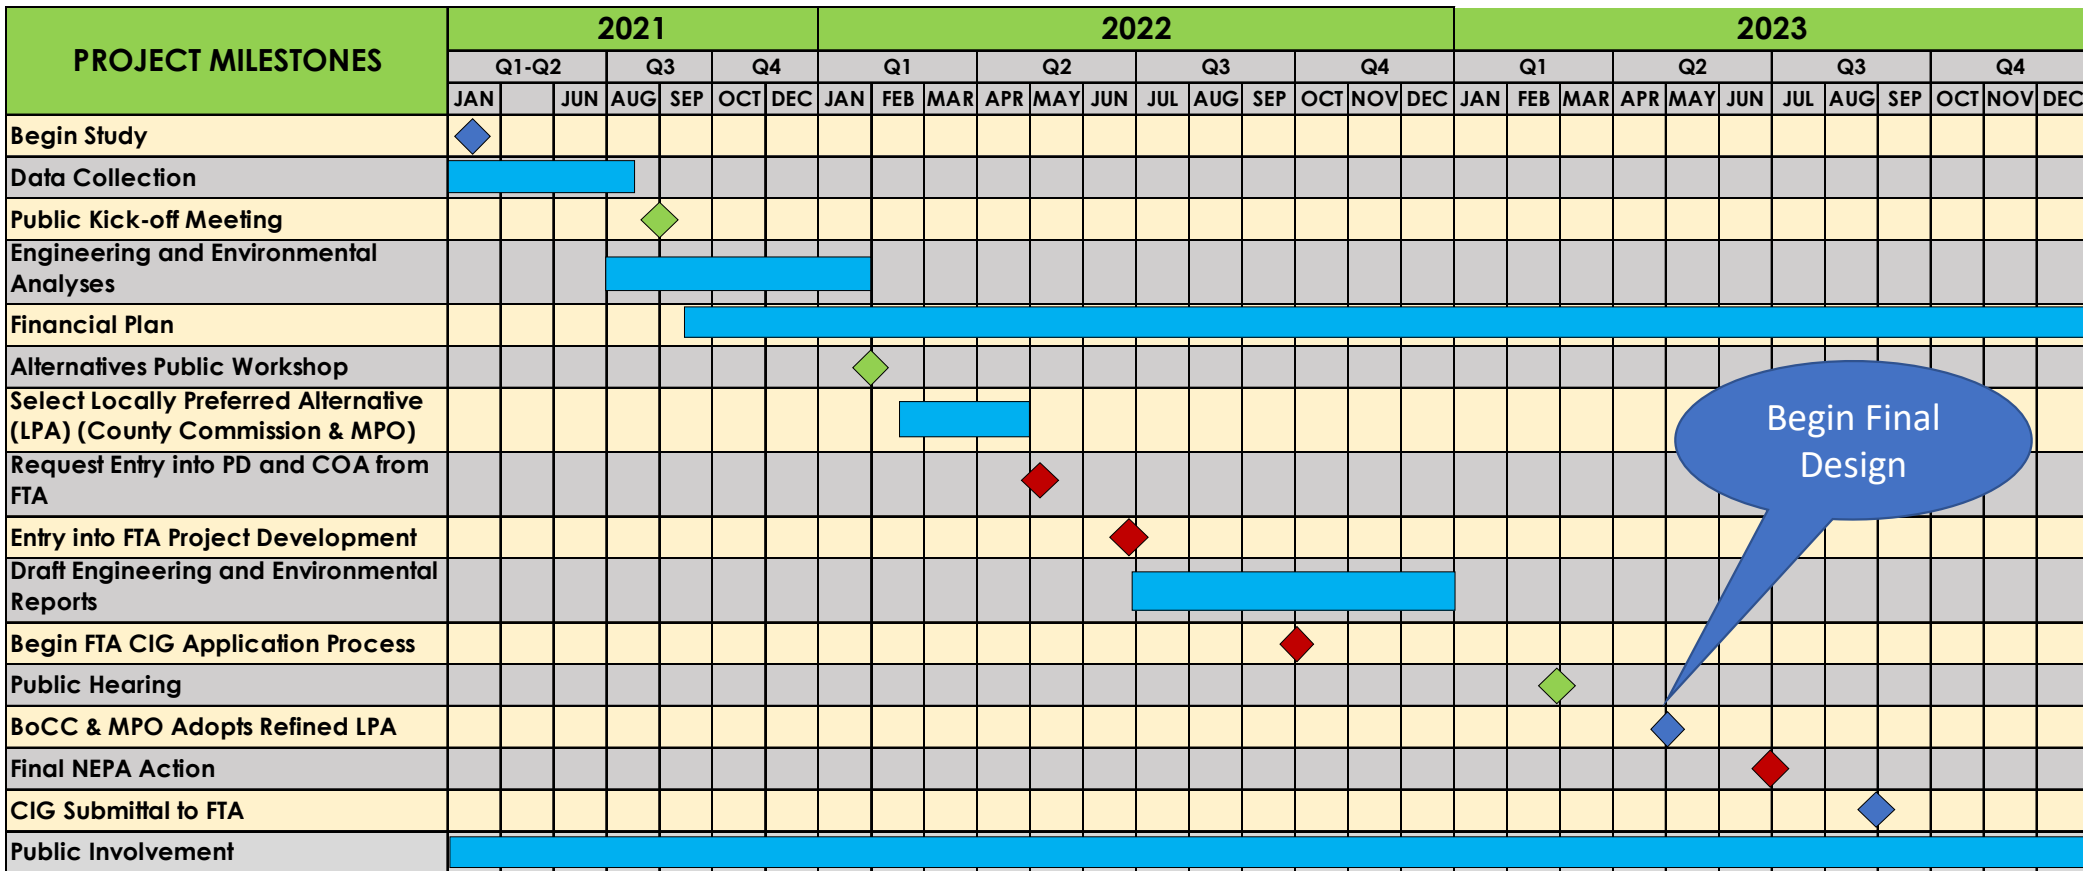 PROJECT MILESTONES
2021 2022 2023
Q1-Q2 Q3 Q4 Q1 Q2 Q3 Q4 Q1 Q2 Q3 Q4
JAN JUN AUG SEP OCT DEC JAN FEB MAR APR MAY JUN JUL AUG SEP OCT NOV DEC JAN FEB MAR APR MAY JUN JUL AUG SEP OCT NOV DEC
Begin Study
Data Collection
Public Kick-off Meeting
Engineering and Environmental
Analyses
Financial Plan
Alternatives Public Workshop
Select Locally Preferred Alternative
(LPA) (County Commission & MPO)
Request Entry into PD and COA from
FTA
Entry into FTA Project Development
Draft Engineering and Environmental
Reports
Begin FTA CIG Application Process
Public Hearing
BoCC & MPO Adopts Refined LPA
Final NEPA Action
CIG Submittal to FTA
Public Involvement
Begin Final
Design